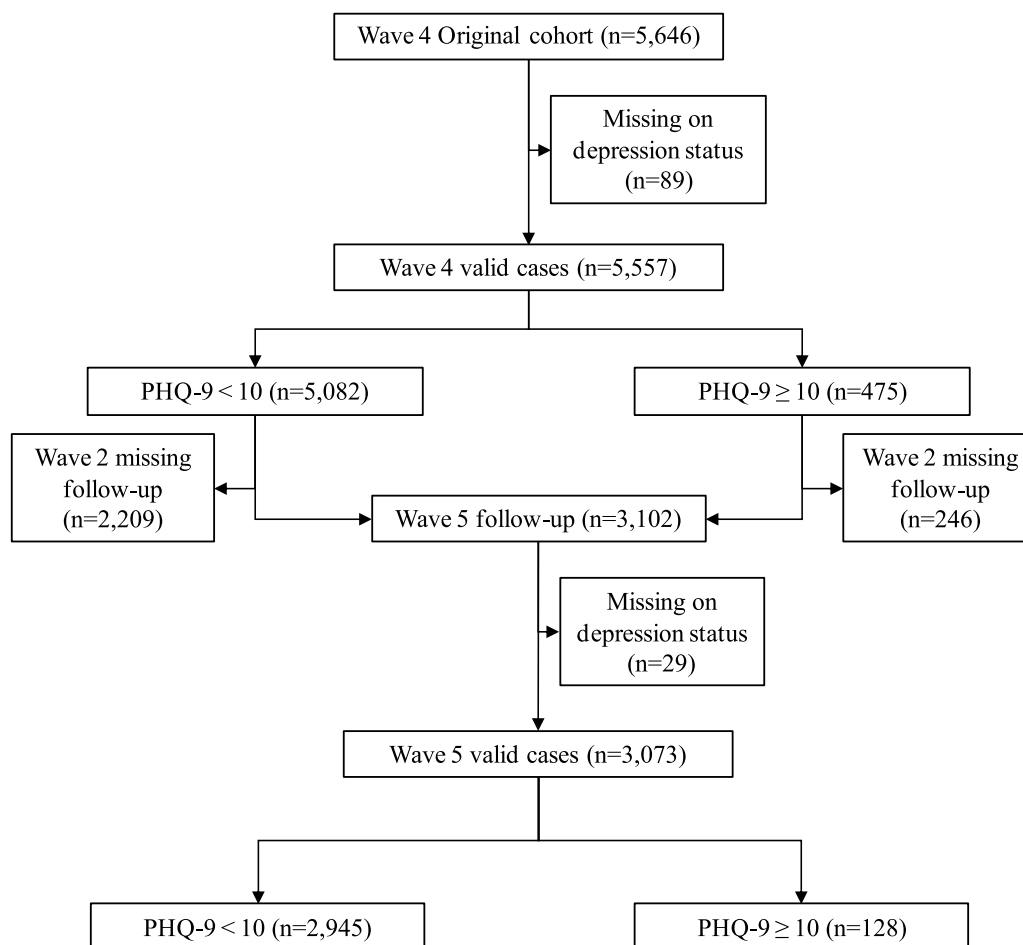 Wave 4 Original cohort (n=5,646)
Missing on
depression status
(n=89)
Wave 4 valid cases (n=5,557)
PHQ-9 < 10 (n=5,082)
PHQ-9 ≥ 10 (n=475)
Wave 2 missing
follow-up
(n=2,209)
Wave 5 follow-up (n=3,102)
Wave 2 missing
follow-up
(n=246)
Missing on
depression status
(n=29)
Wave 5 valid cases (n=3,073)
PHQ-9 < 10 (n=2,945)
PHQ-9 ≥ 10 (n=128)